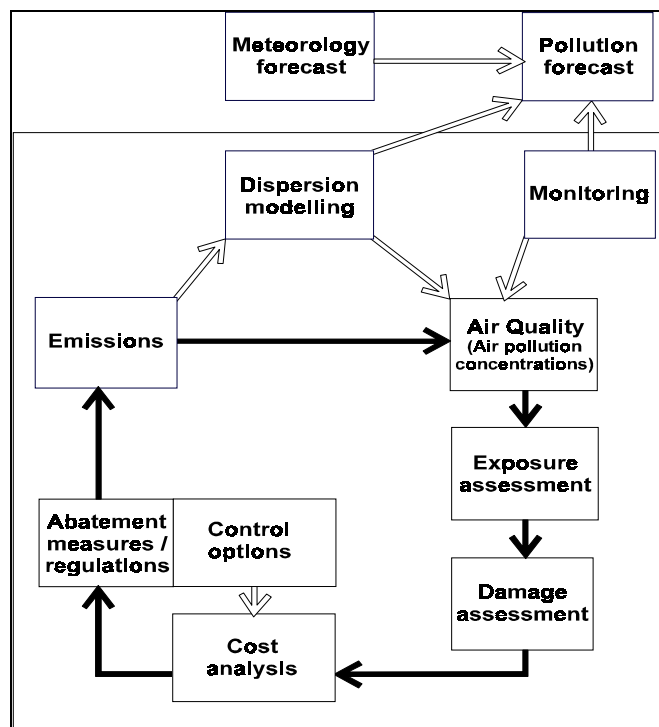 Meteorology
forecast
Pollution
forecast
Dispersion
modelling
Monitoring
Emissions
Air Quality
(Air pollution
concentrations)
Exposure
assessment
Abatement
measures /
regulations
Control
options
Damage
assessment
Cost
analysis